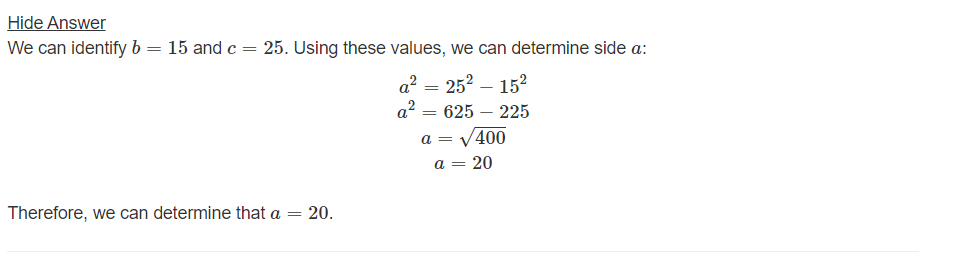 Hide Answer
We can identify b = 15 and c = 25. Using these values, we can determine side a:
a² = 25² − 15²
a² = 625 − 225
a = √400
a = 20
Therefore, we can determine that a = 20.